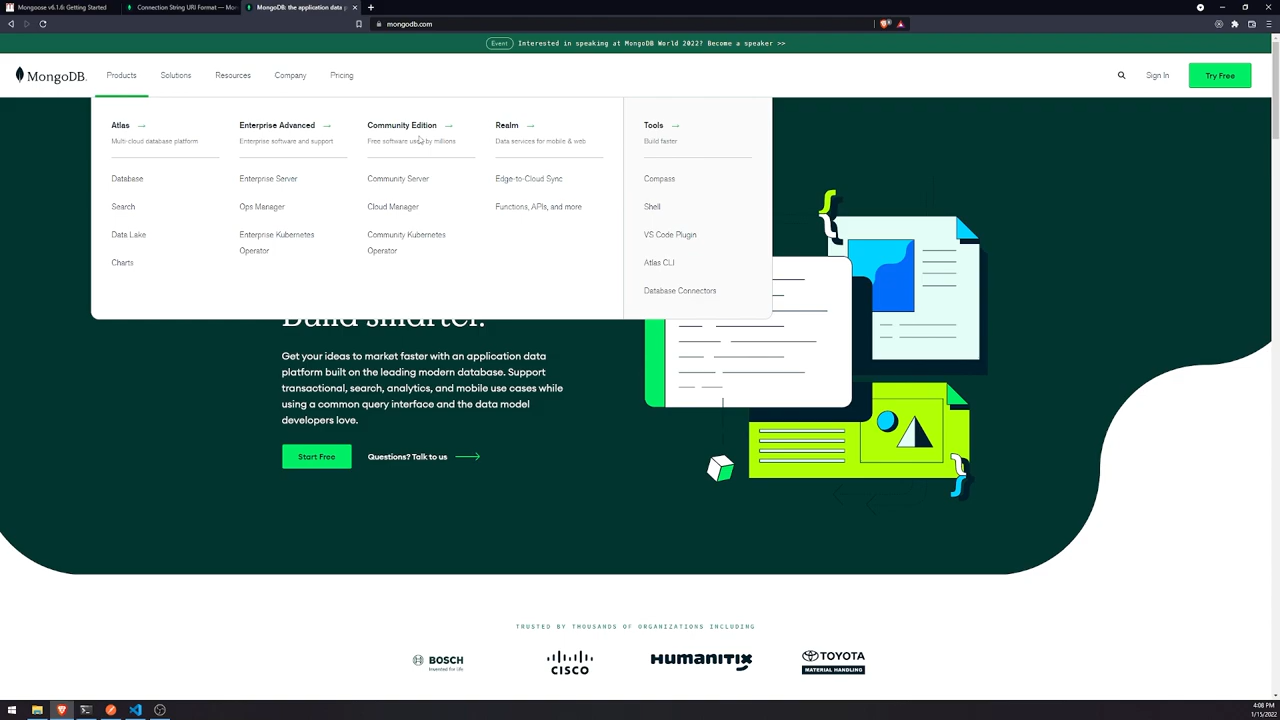 Mongoose v6.1.6: Getting Started
Connection String URI Format — Mo
MongoDB: the application data p
mongodb.com
Event
Interested in speaking at MongoDB World 2022? Become a speaker >>
MongoDB.
Products
Solutions
Resources
Company
Pricing
Sign In
Try Free
Atlas
Multi-cloud database platform
Database
Search
Data Lake
Charts
Enterprise Advanced
Enterprise software and support
Enterprise Server
Ops Manager
Enterprise Kubernetes
Operator
Community Edition
Free software used by millions
Community Server
Cloud Manager
Community Kubernetes
Operator
Realm
Data services for mobile & web
Edge-to-Cloud Sync
Functions, APIs, and more
Tools
Build faster
Compass
Shell
VS Code Plugin
Atlas CLI
Database Connectors
Build smarter.
Get your ideas to market faster with an application data
platform built on the leading modern database. Support
transactional, search, analytics, and mobile use cases while
using a common query interface and the data model
developers love.
Start Free
Questions? Talk to us
TRUSTED BY THOUSANDS OF ORGANIZATIONS INCLUDING
BOSCH
Invented for life
CISCO
Humanitix
TOYOTA
MATERIAL HANDLING
4:08 PM
1/15/2022